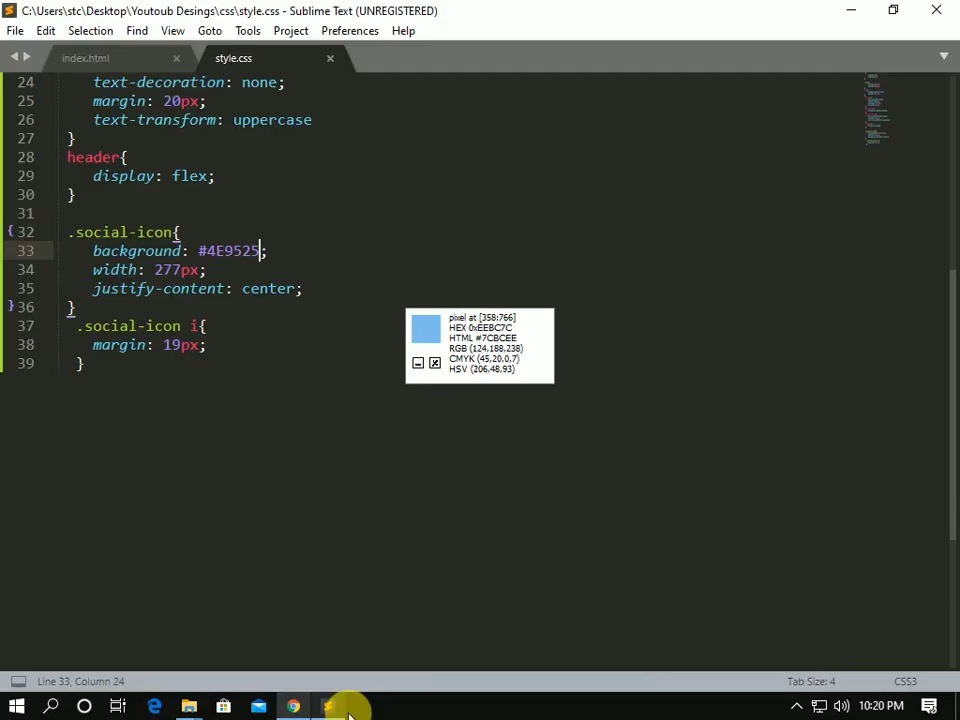 C:\Users\stc\Desktop\Youtoub Desings\css\style.css - Sublime Text (UNREGISTERED)
File Edit Selection Find View Goto Tools Project Preferences Help
index.html style.css
24 text-decoration: none;
25 margin: 20px;
26 text-transform: uppercase
27 }
28 header{
29 display: flex;
30 }
31
32 .social-icon{
33 background: #4E9525;
34 width: 277px;
35 justify-content: center;
36 }
37 .social-icon i{
38 margin: 19px;
39 }
pixel at [358:766]
HEX 0xEEBC7C
HTML #7CBCEE
RGB (124,188,238)
CMYK (45,20,0,7)
HSV (206,48,93)
Line 33, Column 24 Tab Size: 4 CSS3
10:20 PM